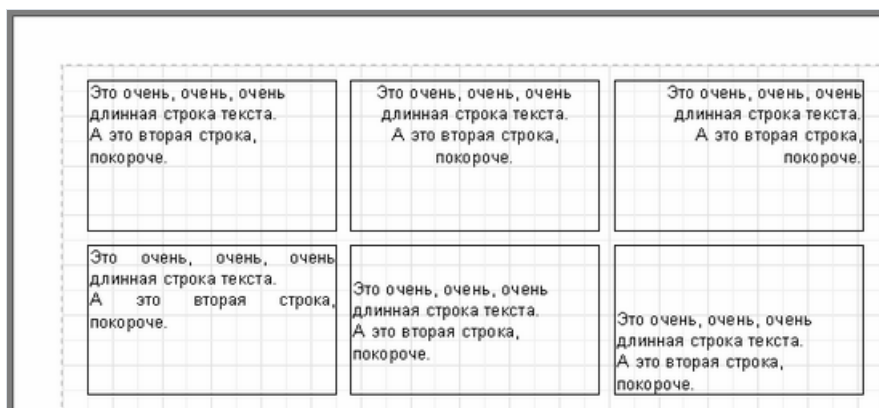 Это очень, очень, очень
длинная строка текста.
А это вторая строка,
покороче.
Это очень, очень, очень
длинная строка текста.
А это вторая строка,
покороче.
Это очень, очень, очень
длинная строка текста.
А это вторая строка,
покороче.
Это очень, очень, очень
длинная строка текста.
А это вторая строка,
покороче.
Это очень, очень, очень
длинная строка текста.
А это вторая строка,
покороче.
Это очень, очень, очень
длинная строка текста.
А это вторая строка,
покороче.